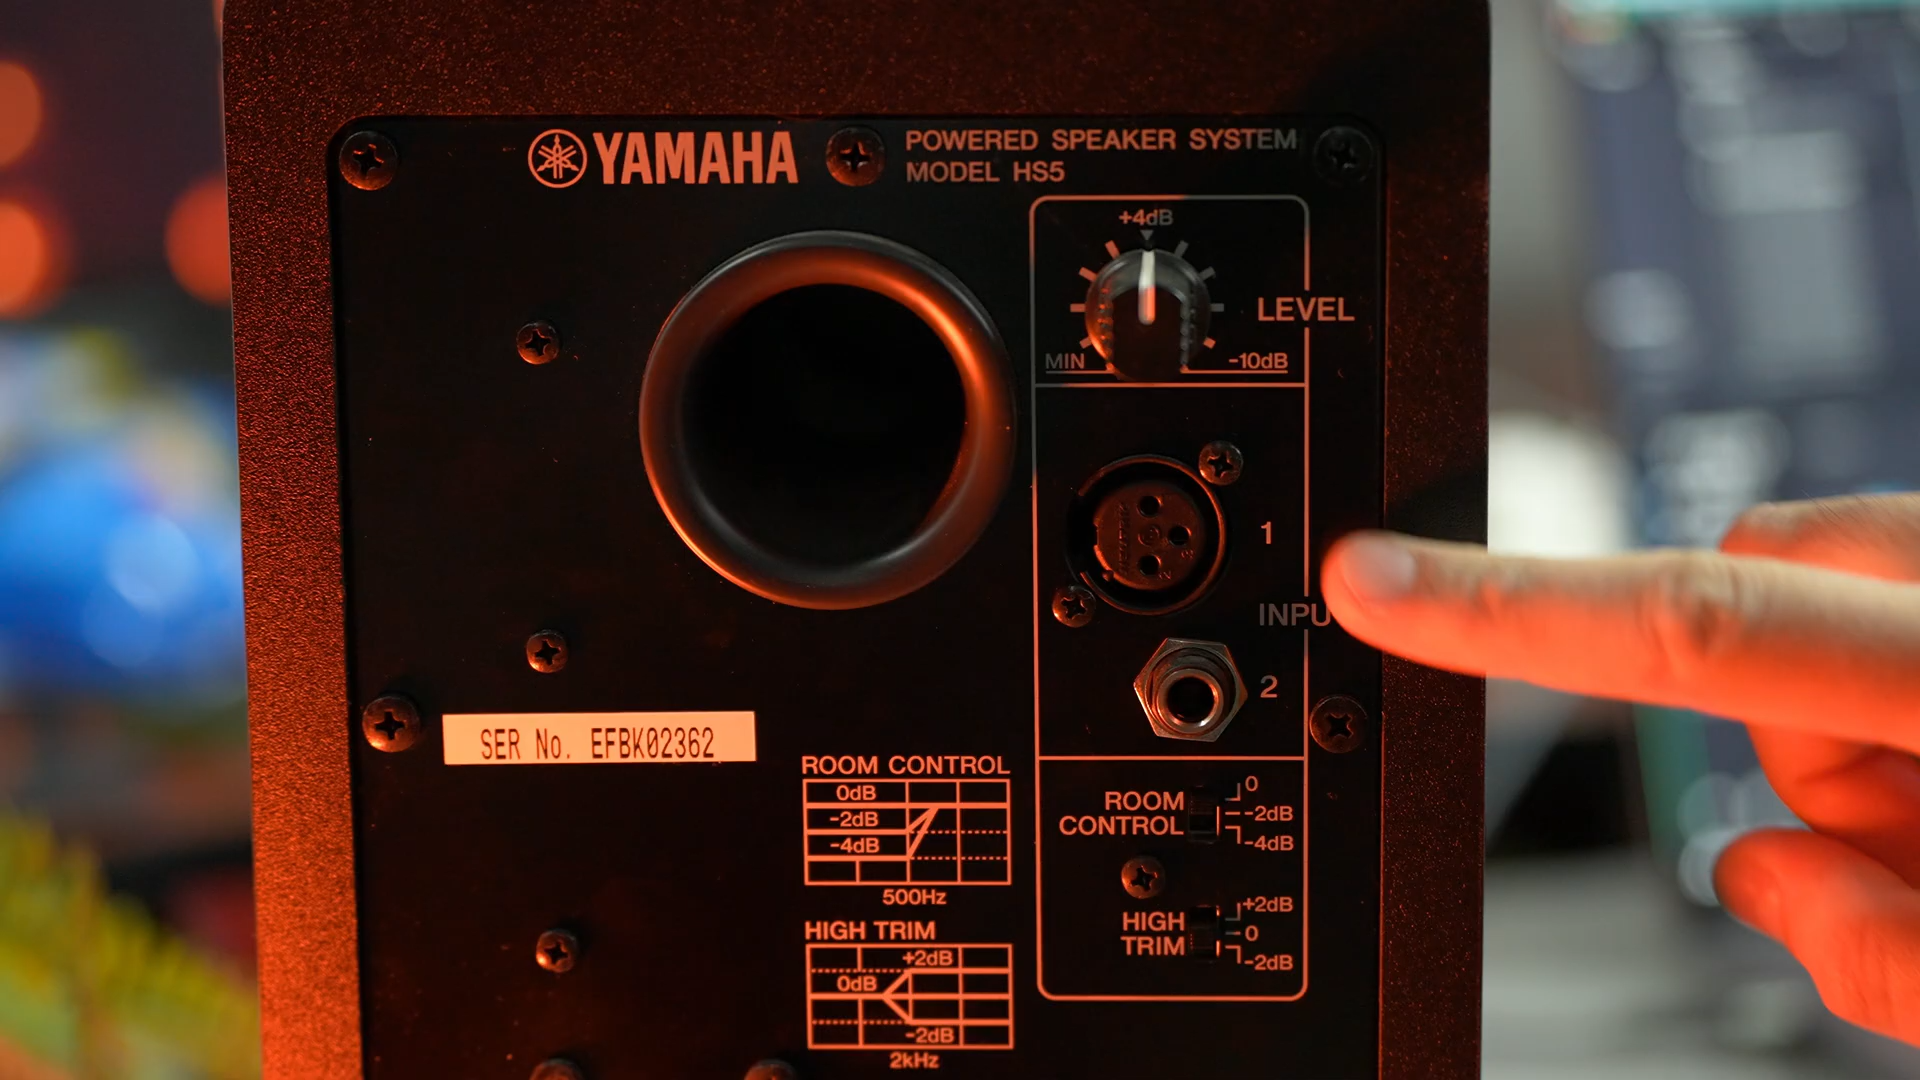 YAMAHA
POWERED SPEAKER SYSTEM
MODEL HS5
+4dB
LEVEL
MIN
-10dB
1
INPU
2
SER No. EFBK02362
ROOM CONTROL
0dB
-2dB
-4dB
500Hz
ROOM
CONTROL
0
-2dB
-4dB
HIGH TRIM
+2dB
0dB
-2dB
2kHz
HIGH
TRIM
+2dB
0
-2dB